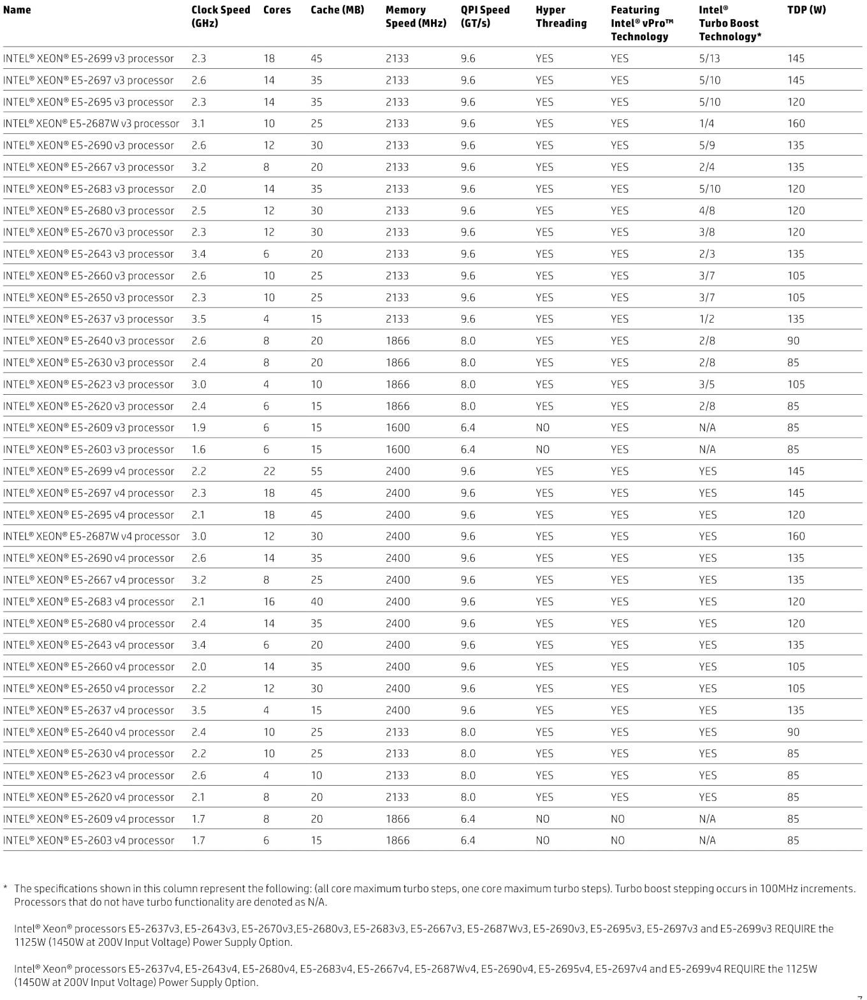 Name Clock Speed (GHz) Cores Cache (MB) Memory Speed (MHz) QPI Speed (GT/s) Hyper Threading Featuring Intel® vPro™ Technology Intel® Turbo Boost Technology* TDP (W)
INTEL® XEON® E5-2699 v3 processor 2.3 18 45 2133 9.6 YES YES 5/13 145
INTEL® XEON® E5-2697 v3 processor 2.6 14 35 2133 9.6 YES YES 5/10 145
INTEL® XEON® E5-2695 v3 processor 2.3 14 35 2133 9.6 YES YES 5/10 120
INTEL® XEON® E5-2687W v3 processor 3.1 10 25 2133 9.6 YES YES 1/4 160
INTEL® XEON® E5-2690 v3 processor 2.6 12 30 2133 9.6 YES YES 5/9 135
INTEL® XEON® E5-2667 v3 processor 3.2 8 20 2133 9.6 YES YES 2/4 135
INTEL® XEON® E5-2683 v3 processor 2.0 14 35 2133 9.6 YES YES 5/10 120
INTEL® XEON® E5-2680 v3 processor 2.5 12 30 2133 9.6 YES YES 4/8 120
INTEL® XEON® E5-2670 v3 processor 2.3 12 30 2133 9.6 YES YES 3/8 120
INTEL® XEON® E5-2643 v3 processor 3.4 6 20 2133 9.6 YES YES 2/3 135
INTEL® XEON® E5-2660 v3 processor 2.6 10 25 2133 9.6 YES YES 3/7 105
INTEL® XEON® E5-2650 v3 processor 2.3 10 25 2133 9.6 YES YES 3/7 105
INTEL® XEON® E5-2637 v3 processor 3.5 4 15 2133 9.6 YES YES 1/2 135
INTEL® XEON® E5-2640 v3 processor 2.6 8 20 1866 8.0 YES YES 2/8 90
INTEL® XEON® E5-2630 v3 processor 2.4 8 20 1866 8.0 YES YES 2/8 85
INTEL® XEON® E5-2623 v3 processor 3.0 4 10 1866 8.0 YES YES 3/5 105
INTEL® XEON® E5-2620 v3 processor 2.4 6 15 1866 8.0 YES YES 2/8 85
INTEL® XEON® E5-2609 v3 processor 1.9 6 15 1600 6.4 NO YES N/A 85
INTEL® XEON® E5-2603 v3 processor 1.6 6 15 1600 6.4 NO YES N/A 85
INTEL® XEON® E5-2699 v4 processor 2.2 22 55 2400 9.6 YES YES YES 145
INTEL® XEON® E5-2697 v4 processor 2.3 18 45 2400 9.6 YES YES YES 145
INTEL® XEON® E5-2695 v4 processor 2.1 18 45 2400 9.6 YES YES YES 120
INTEL® XEON® E5-2687W v4 processor 3.0 12 30 2400 9.6 YES YES YES 160
INTEL® XEON® E5-2690 v4 processor 2.6 14 35 2400 9.6 YES YES YES 135
INTEL® XEON® E5-2667 v4 processor 3.2 8 25 2400 9.6 YES YES YES 135
INTEL® XEON® E5-2683 v4 processor 2.1 16 40 2400 9.6 YES YES YES 120
INTEL® XEON® E5-2680 v4 processor 2.4 14 35 2400 9.6 YES YES YES 120
INTEL® XEON® E5-2643 v4 processor 3.4 6 20 2400 9.6 YES YES YES 135
INTEL® XEON® E5-2660 v4 processor 2.0 14 35 2400 9.6 YES YES YES 105
INTEL® XEON® E5-2650 v4 processor 2.2 12 30 2400 9.6 YES YES YES 105
INTEL® XEON® E5-2637 v4 processor 3.5 4 15 2400 9.6 YES YES YES 135
INTEL® XEON® E5-2640 v4 processor 2.4 10 25 2133 8.0 YES YES YES 90
INTEL® XEON® E5-2630 v4 processor 2.2 10 25 2133 8.0 YES YES YES 85
INTEL® XEON® E5-2623 v4 processor 2.6 4 10 2133 8.0 YES YES YES 85
INTEL® XEON® E5-2620 v4 processor 2.1 8 20 2133 8.0 YES YES YES 85
INTEL® XEON® E5-2609 v4 processor 1.7 8 20 1866 6.4 NO NO N/A 85
INTEL® XEON® E5-2603 v4 processor 1.7 6 15 1866 6.4 NO NO N/A 85
* The specifications shown in this column represent the following: (all core maximum turbo steps, one core maximum turbo steps). Turbo boost stepping occurs in 100MHz increments.
Processors that do not have turbo functionality are denoted as N/A.
Intel® Xeon® processors E5-2637v3, E5-2643v3, E5-2670v3,E5-2680v3, E5-2683v3, E5-2667v3, E5-2687Wv3, E5-2690v3, E5-2695v3, E5-2697v3 and E5-2699v3 REQUIRE the
1125W (1450W at 200V Input Voltage) Power Supply Option.
Intel® Xeon® processors E5-2637v4, E5-2643v4, E5-2680v4, E5-2683v4, E5-2667v4, E5-2687Wv4, E5-2690v4, E5-2695v4, E5-2697v4 and E5-2699v4 REQUIRE the 1125W
(1450W at 200V Input Voltage) Power Supply Option.